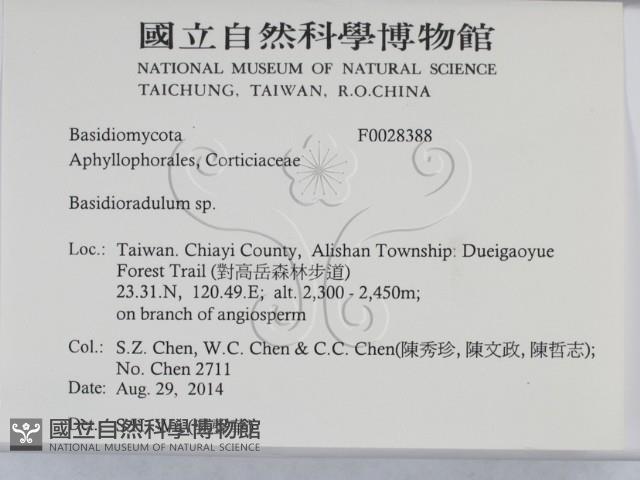 國立自然科學博物館
NATIONAL MUSEUM OF NATURAL SCIENCE
TAICHUNG, TAIWAN, R.O.CHINA
Basidiomycota F0028388
Aphyllophorales, Corticiaceae
Basidioradulum sp.
Loc.: Taiwan. Chiayi County, Alishan Township: Dueigaoyue
Forest Trail (對高岳森林步道)
23.31.N, 120.49.E; alt. 2,300 - 2,450m;
on branch of angiosperm
Col.: S.Z. Chen, W.C. Chen & C.C. Chen(陳秀珍, 陳文政, 陳哲志);
No. Chen 2711
Date: Aug. 29, 2014
國立自然科學博物館
NATIONAL MUSEUM OF NATURAL SCIENCE